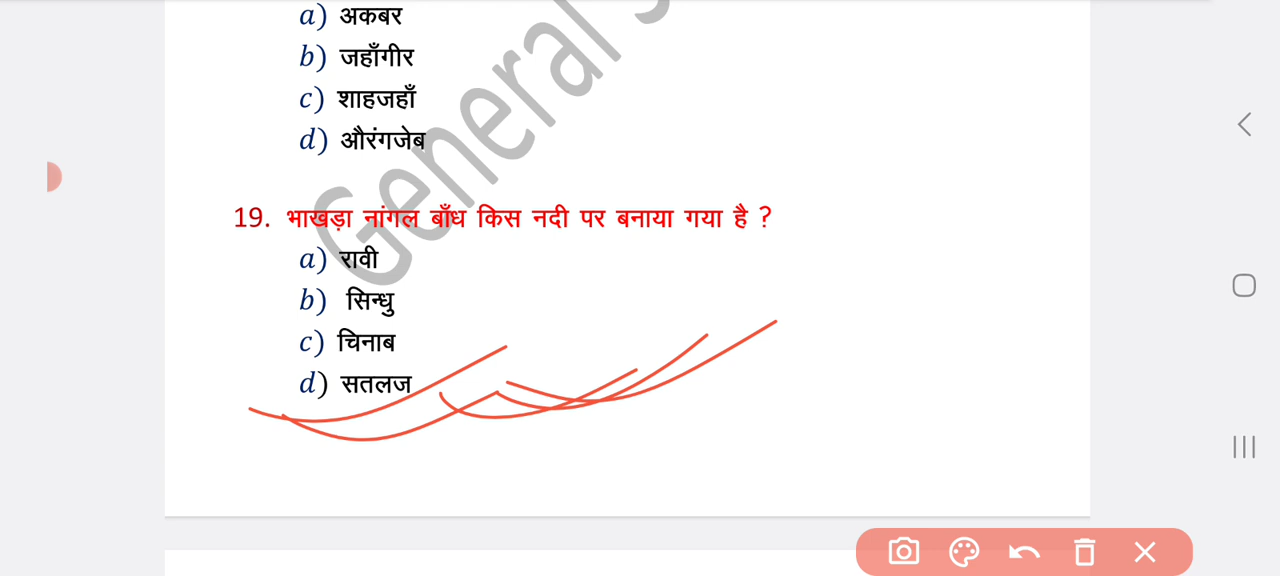 a) अकबर
b) जहाँगीर
c) शाहजहाँ
d) औरंगजेब
General
19. भाखड़ा नांगल बाँध किस नदी पर बनाया गया है ?
a) रावी
b) सिन्धु
c) चिनाब
d) सतलज